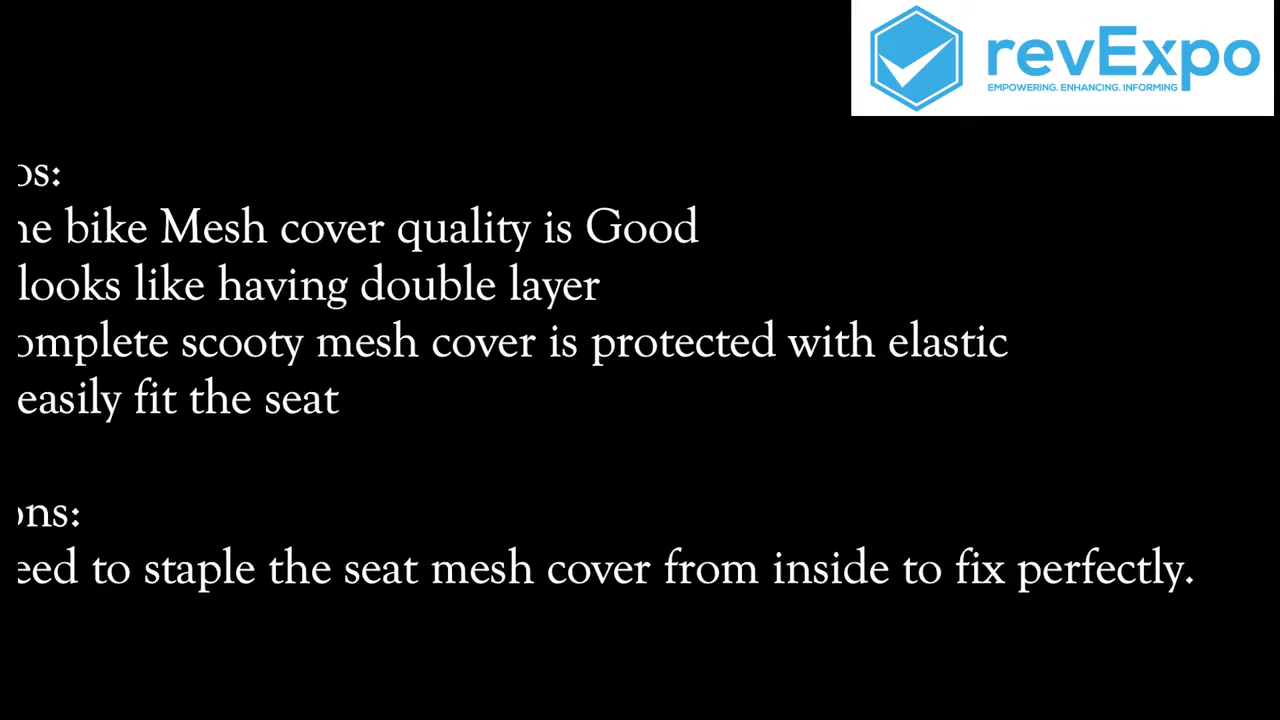 revExpo
EMPOWERING. ENHANCING. INFORMING
os:
ne bike Mesh cover quality is Good
looks like having double layer
omplete scooty mesh cover is protected with elastic
easily fit the seat
ons:
eed to staple the seat mesh cover from inside to fix perfectly.